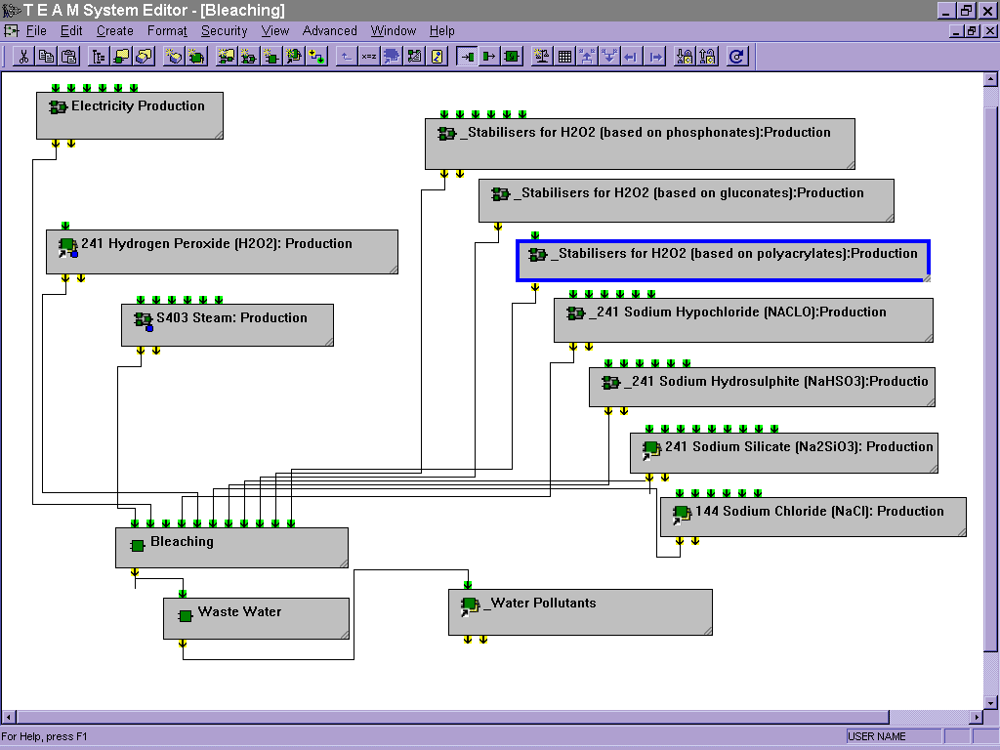 T E A M System Editor - [Bleaching]
File Edit Create Format Security View Advanced Window Help
Electricity Production
_Stabilisers for H2O2 (based on phosphonates):Production
_Stabilisers for H2O2 (based on gluconates):Production
241 Hydrogen Peroxide (H2O2): Production
_Stabilisers for H2O2 (based on polyacrylates):Production
S403 Steam: Production
_241 Sodium Hypochloride (NACLO):Production
_241 Sodium Hydrosulphite (NaHSO3):Productio
241 Sodium Silicate (Na2SiO3): Production
144 Sodium Chloride (NaCl): Production
Bleaching
Waste Water
_Water Pollutants
For Help, press F1
USER NAME